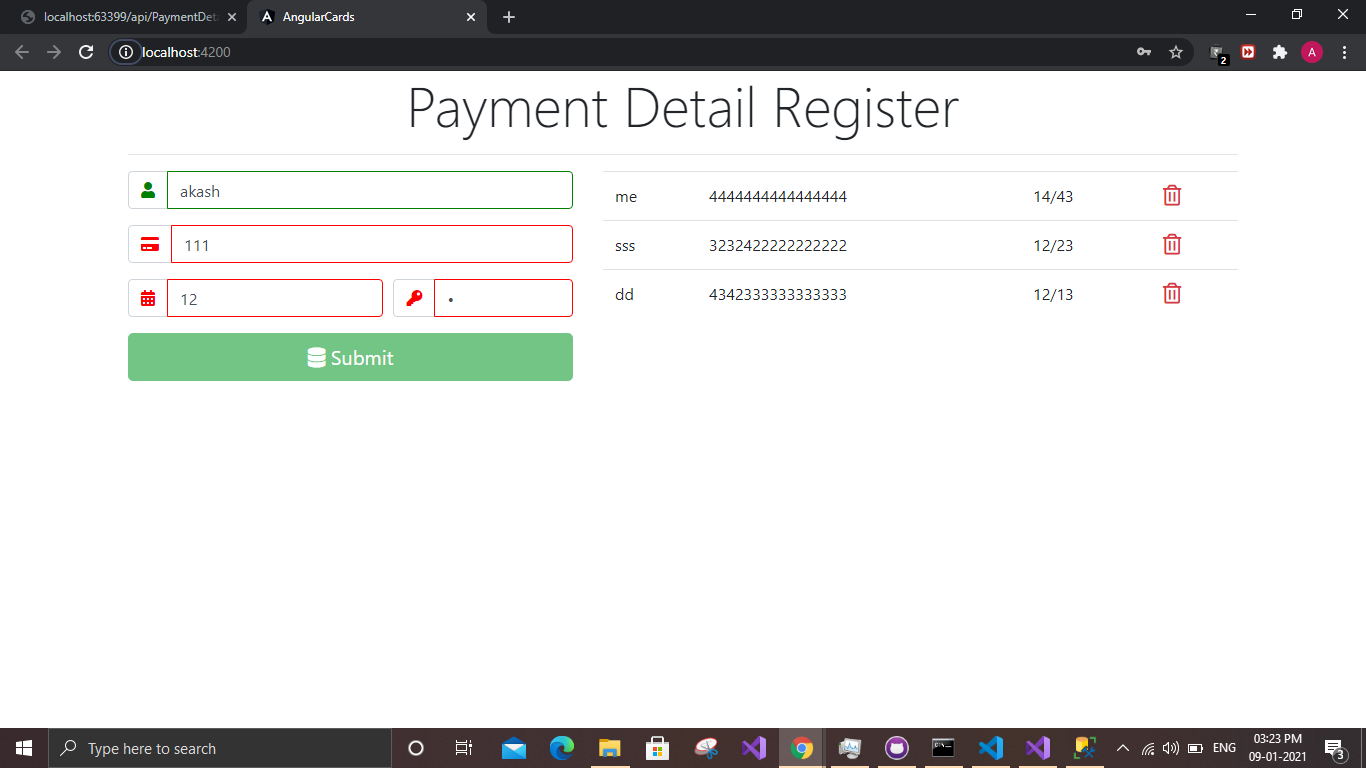 localhost:63399/api/PaymentDeta
AngularCards
localhost:4200
2
A
Payment Detail Register
akash
111
12
•
Submit
me 4444444444444444 14/43
sss 3232422222222222 12/23
dd 4342333333333333 12/13
Type here to search
ENG
03:23 PM
09-01-2021
3